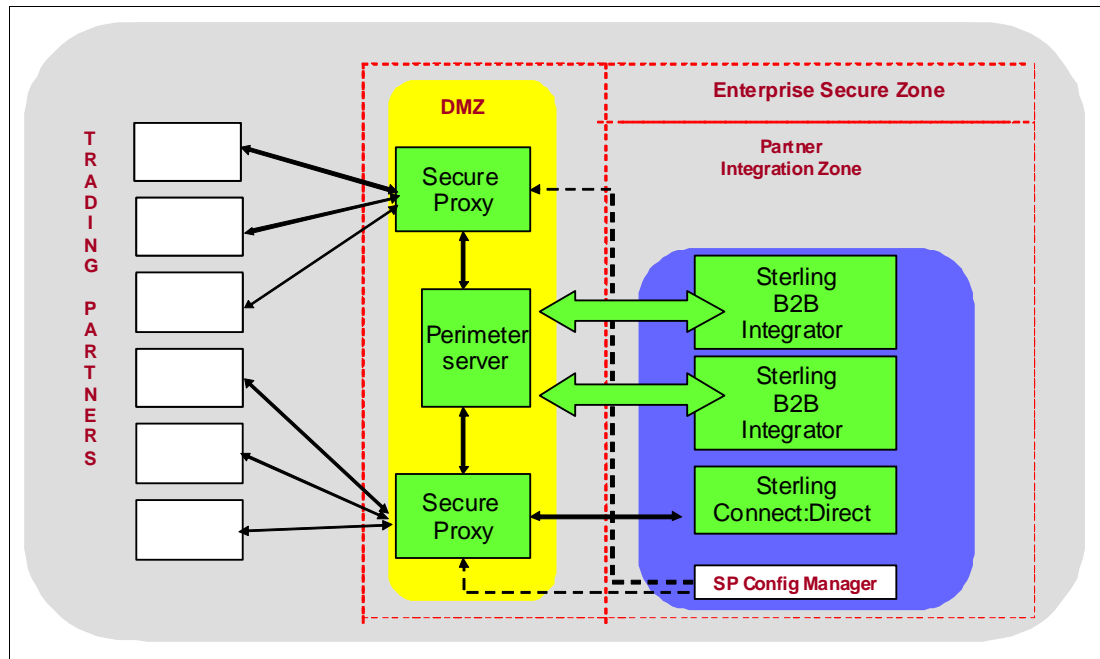 TRADING PARTNERS
DMZ
Enterprise Secure Zone
Partner
Integration Zone
Secure
Proxy
Perimeter
server
Secure
Proxy
Sterling
B2B
Integrator
Sterling
B2B
Integrator
Sterling
Connect:Direct
SP Config Manager